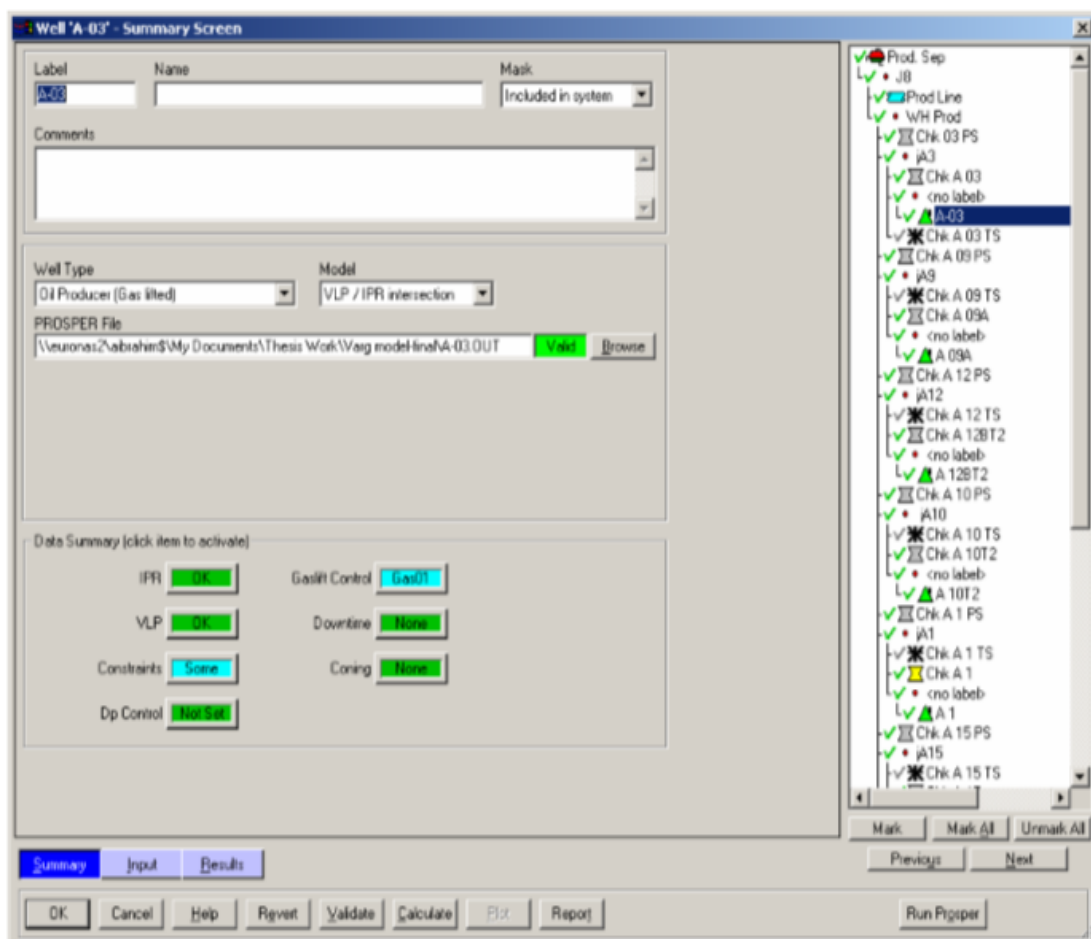 Well 'A-03' - Summary Screen
Label Name Mask
A-03 Included in system
Comments
Well Type Model
Oil Producer (Gas lifted) VLP / IPR intersection
PROSPER File
\\euronas2\abrahim$\My Documents\Thesis Work\Varg model-final\A-03.OUT Valid Browse
Data Summary (click item to activate)
IPR OK Gaslift Control Gas01
VLP OK Downtime None
Constraints Some Coning None
Dp Control Not Set
Prod. Sep
J8
Prod Line
WH Prod
Chk 03 PS
jA3
Chk A 03
<no label>
A-03
Chk A 03 TS
Chk A 09 PS
jA9
Chk A 09 TS
Chk A 09A
<no label>
A 09A
Chk A 12 PS
jA12
Chk A 12 TS
Chk A 12BT2
<no label>
A 12BT2
Chk A 10 PS
jA10
Chk A 10 TS
Chk A 10T2
<no label>
A 10T2
Chk A 1 PS
jA1
Chk A 1 TS
Chk A 1
<no label>
A 1
Chk A 15 PS
jA15
Chk A 15 TS
Mark Mark All Unmark All
Previous Next
Summary Input Results
OK Cancel Help Revert Validate Calculate Plot Report Run Prosper